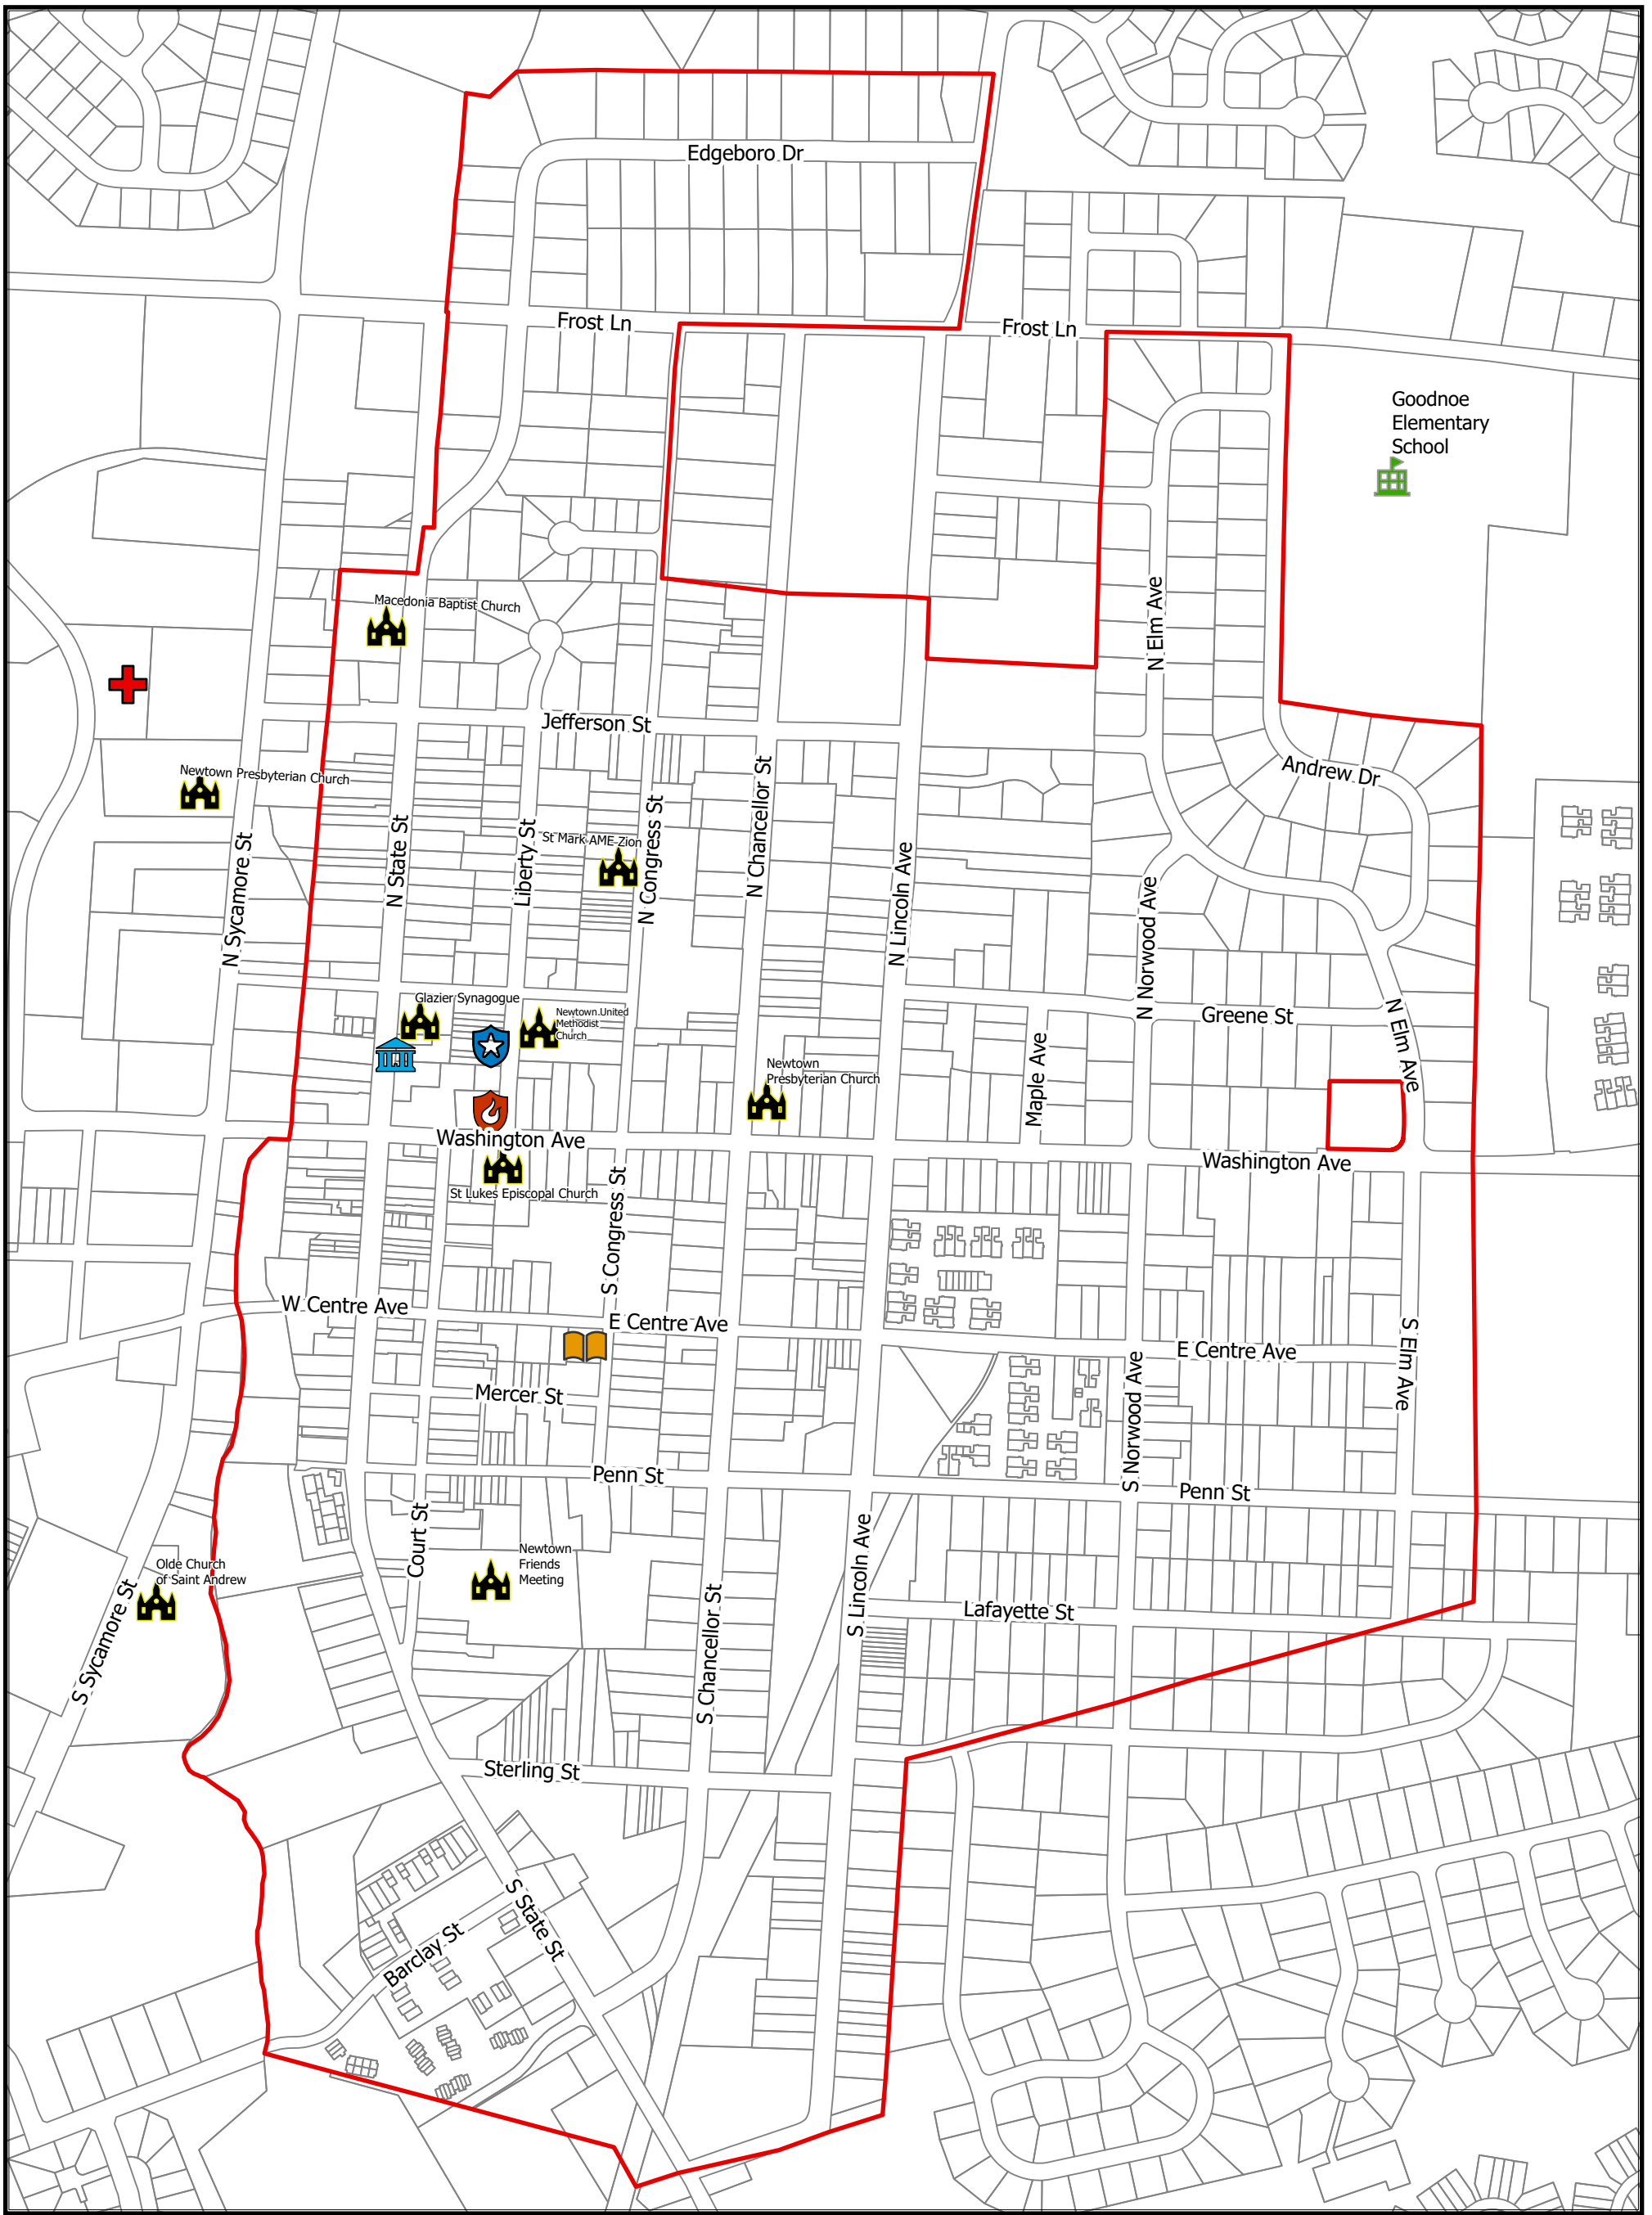 Edgeboro Dr
Frost Ln
Frost Ln
Goodnoe
Elementary
School
Macedonia Baptist Church
N Elm Ave
Jefferson St
Newtown Presbyterian Church
Andrew Dr
N State St
Liberty St
St Mark AME Zion
N Congress St
N Chancellor St
N Lincoln Ave
N Sycamore St
N Norwood Ave
Glazier Synagogue
Newtown United
Methodist
Church
Greene St
N Elm Ave
Maple Ave
Newtown
Presbyterian Church
Washington Ave
Washington Ave
St Lukes Episcopal Church
S Congress St
W Centre Ave
E Centre Ave
E Centre Ave
S Elm Ave
Mercer St
S Norwood Ave
Penn St
Penn St
Court St
Newtown
Friends
Meeting
Olde Church
of Saint Andrew
S Lincoln Ave
S Sycamore St
Lafayette St
S Chancellor St
Sterling St
S State St
Barclay St